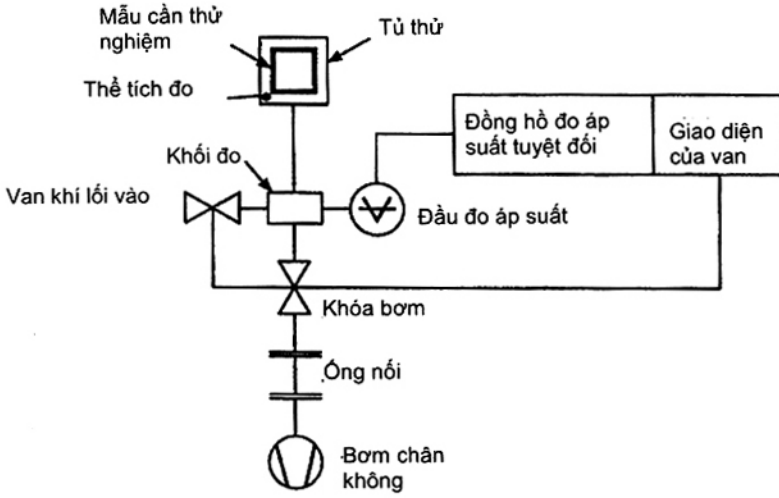 Mẫu cần thử
nghiệm
Tủ thử
Thể tích đo
Đồng hồ đo áp
suất tuyệt đối
Giao diện
của van
Khối đo
Van khí lối vào
Đầu đo áp suất
Khóa bơm
Ống nối
Bơm chân
không